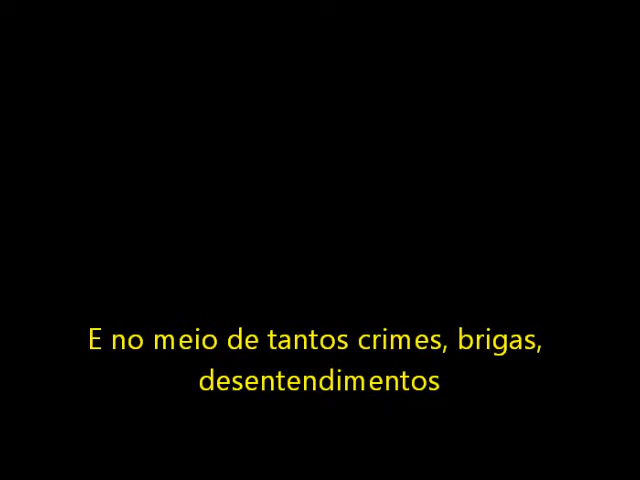 E no meio de tantos crimes, brigas,
desentendimentos